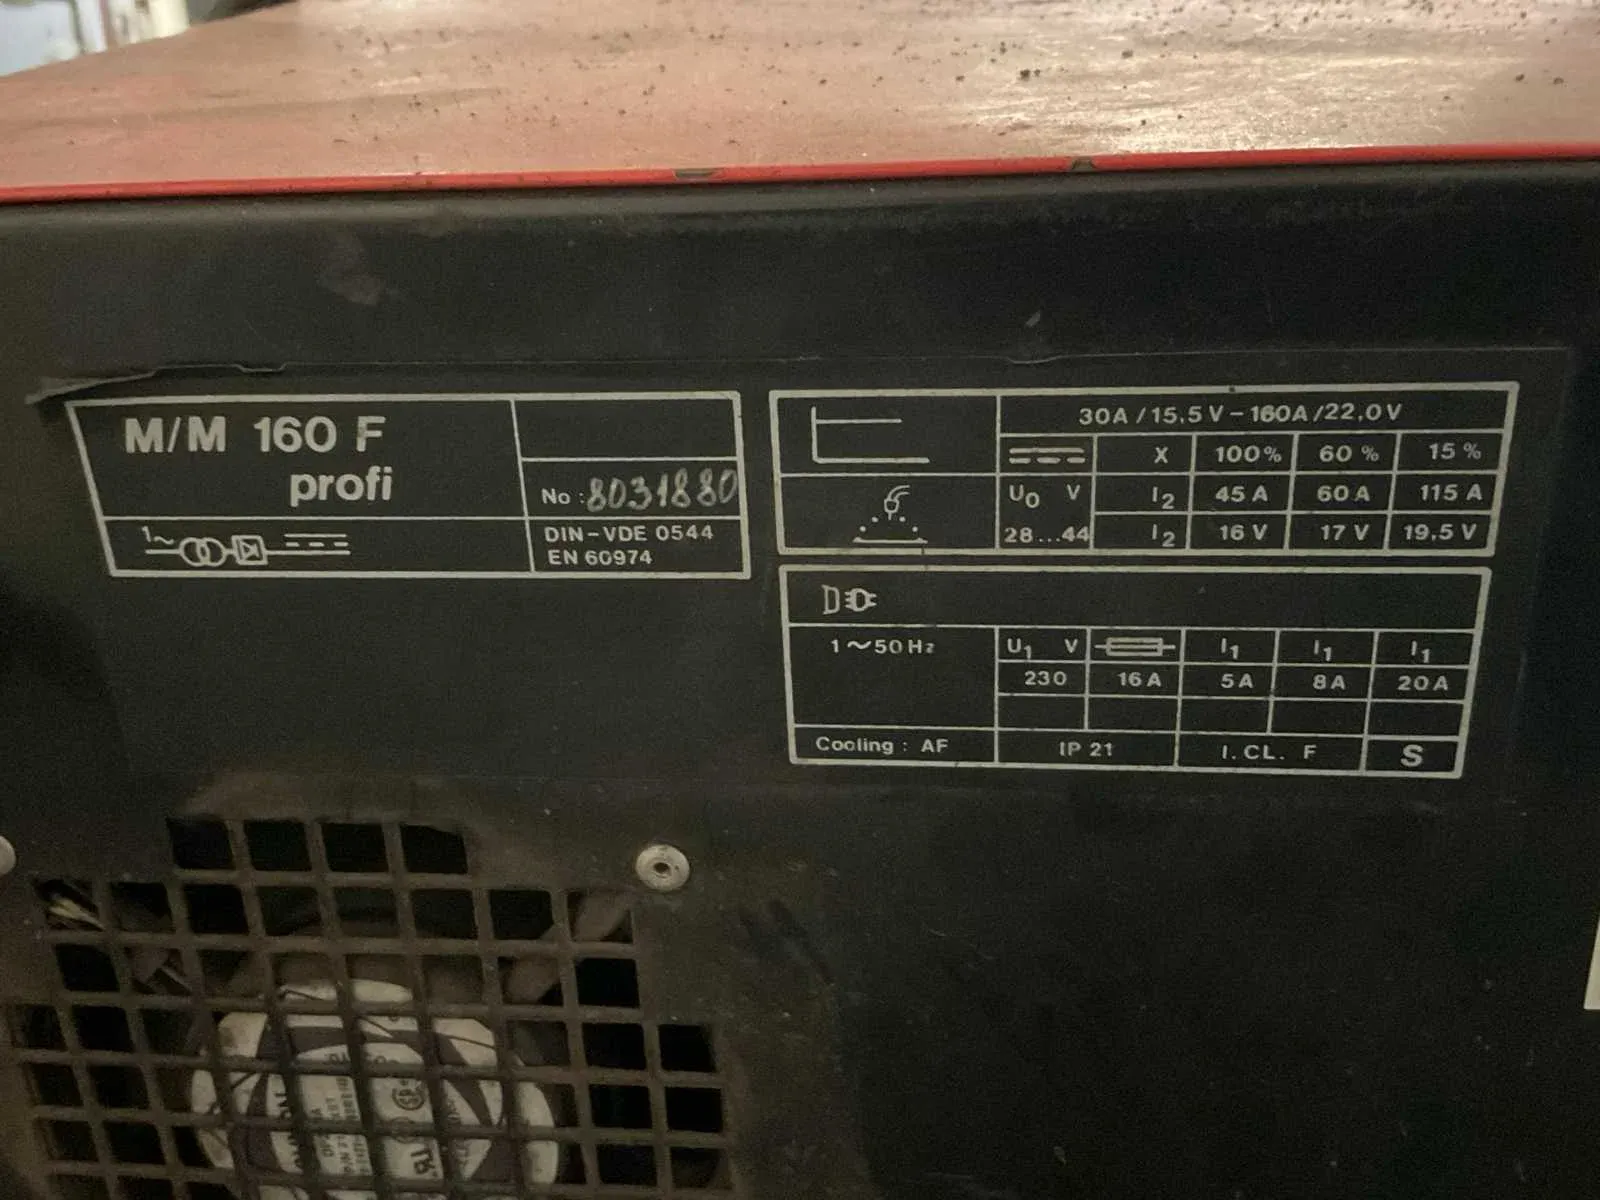 M/M 160 F
profi
No : 8031880
1~
DIN-VDE 0544
EN 60974
30A/15,5V-160A/22,0V
X 100% 60% 15%
U0 V I2 45A 60A 115A
28...44 I2 16V 17V 19,5V
1~50Hz U1 V I1 I1 I1
230 16A 5A 8A 20A
Cooling : AF IP 21 I.CL. F S